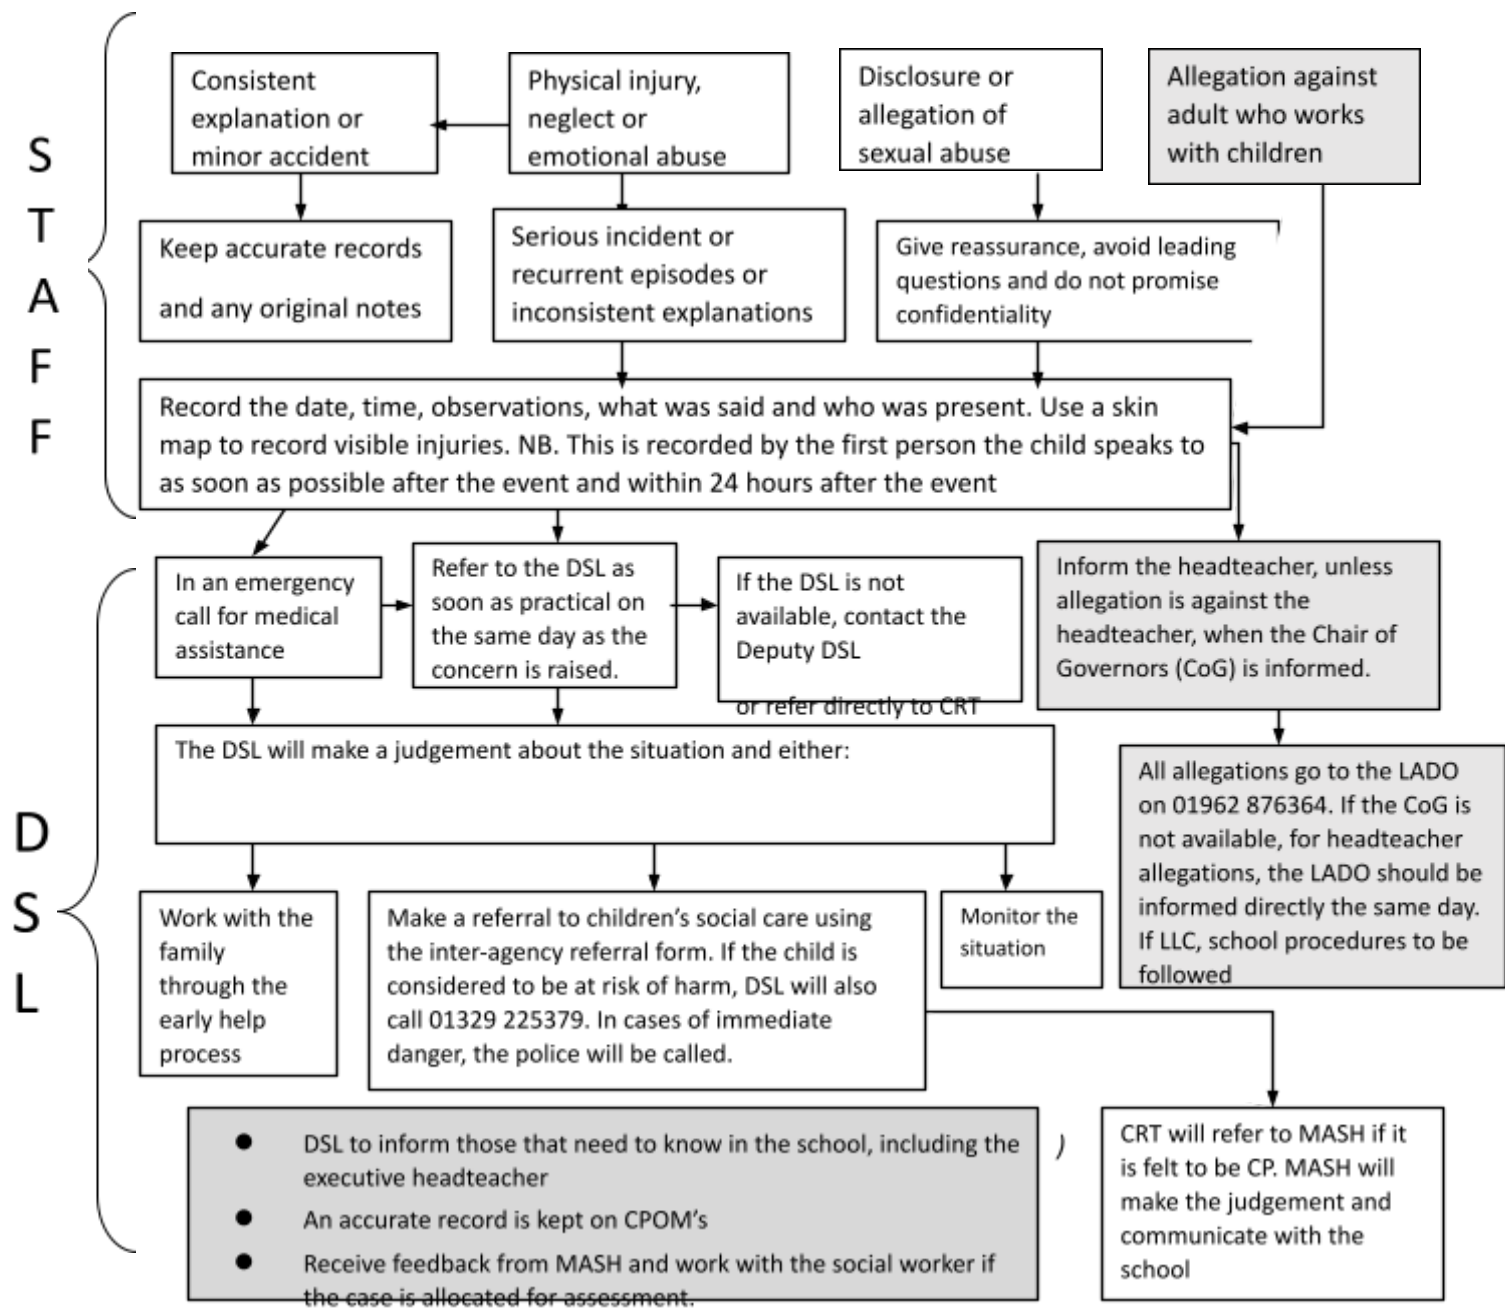 S
T
A
F
F
Consistent
explanation or
minor accident
Physical injury,
neglect or
emotional abuse
Disclosure or
allegation of
sexual abuse
Allegation against
adult who works
with children
Keep accurate records
and any original notes
Serious incident or
recurrent episodes or
inconsistent explanations
Give reassurance, avoid leading
questions and do not promise
confidentiality
Record the date, time, observations, what was said and who was present. Use a skin
map to record visible injuries. NB. This is recorded by the first person the child speaks to
as soon as possible after the event and within 24 hours after the event
D
S
L
In an emergency
call for medical
assistance
Refer to the DSL as
soon as practical on
the same day as the
concern is raised.
If the DSL is not
available, contact the
Deputy DSL
or refer directly to CRT
Inform the headteacher, unless
allegation is against the
headteacher, when the Chair of
Governors (CoG) is informed.
The DSL will make a judgement about the situation and either:
All allegations go to the LADO
on 01962 876364. If the CoG is
not available, for headteacher
allegations, the LADO should be
informed directly the same day.
If LLC, school procedures to be
followed
Work with the
family
through the
early help
process
Make a referral to children’s social care using
the inter-agency referral form. If the child is
considered to be at risk of harm, DSL will also
call 01329 225379. In cases of immediate
danger, the police will be called.
Monitor the
situation
● DSL to inform those that need to know in the school, including the
executive headteacher
● An accurate record is kept on CPOM’s
● Receive feedback from MASH and work with the social worker if
the case is allocated for assessment.
)
CRT will refer to MASH if it
is felt to be CP. MASH will
make the judgement and
communicate with the
school